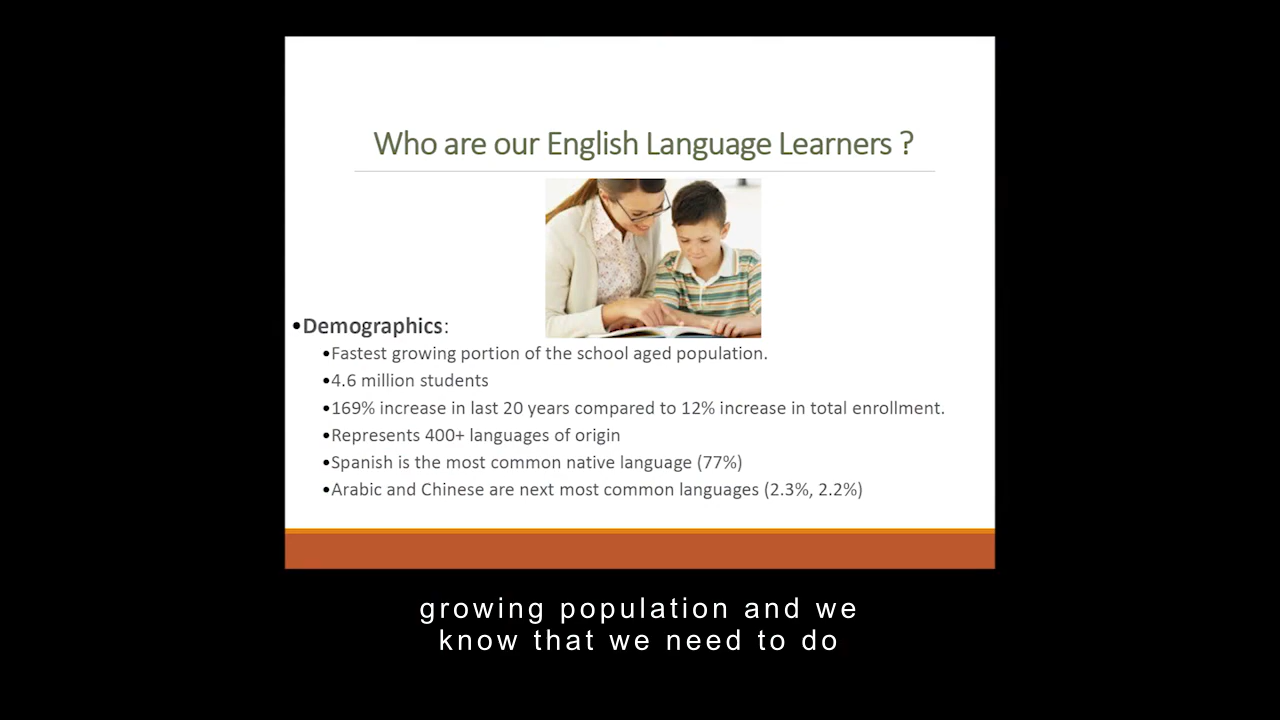 Who are our English Language Learners ?
•Demographics:
•Fastest growing portion of the school aged population.
•4.6 million students
•169% increase in last 20 years compared to 12% increase in total enrollment.
•Represents 400+ languages of origin
•Spanish is the most common native language (77%)
•Arabic and Chinese are next most common languages (2.3%, 2.2%)
growing population and we
know that we need to do